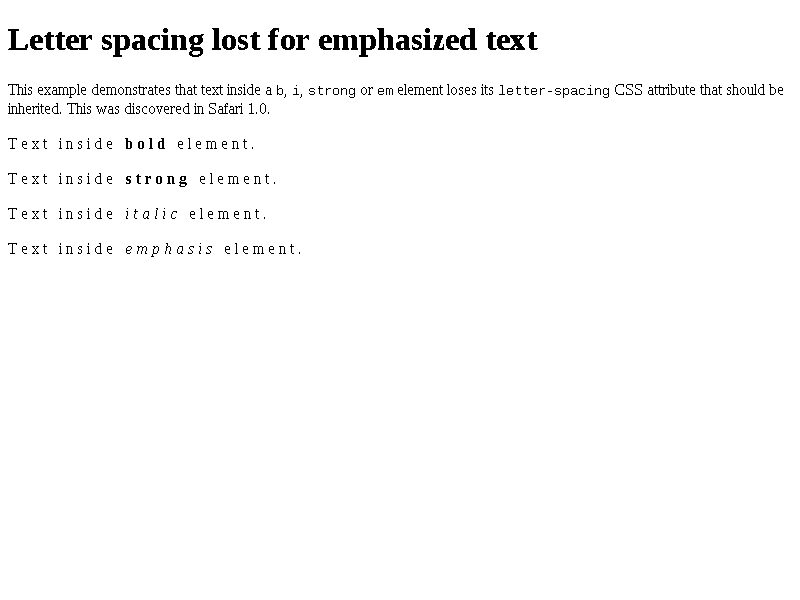 Letter spacing lost for emphasized text
This example demonstrates that text inside a b, i, strong or em element loses its letter-spacing CSS attribute that should be
inherited. This was discovered in Safari 1.0.
Text inside bold element.
Text inside strong element.
Text inside italic element.
Text inside emphasis element.